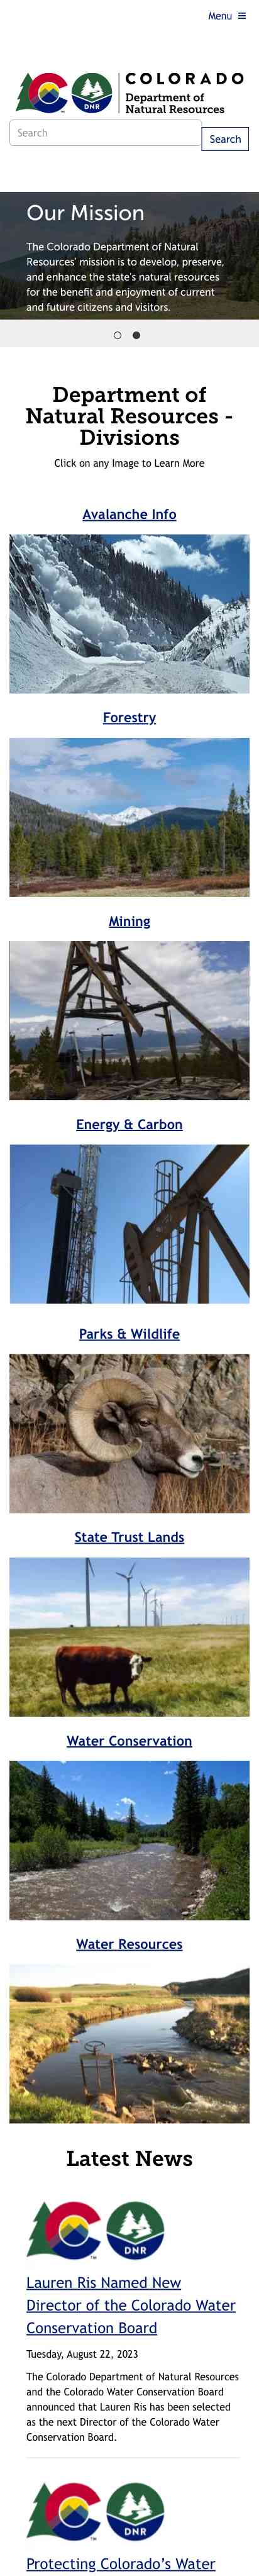 Menu
COLORADO
Department of
Natural Resources
DNR
TM
Search
Search
Our Mission
The Colorado Department of Natural
Resources' mission is to develop, preserve,
and enhance the state's natural resources
for the benefit and enjoyment of current
and future citizens and visitors.
Department of
Natural Resources -
Divisions
Click on any Image to Learn More
Avalanche Info
Forestry
Mining
Energy & Carbon
Parks & Wildlife
State Trust Lands
Water Conservation
Water Resources
Latest News
TM
DNR
Lauren Ris Named New
Director of the Colorado Water
Conservation Board
Tuesday, August 22, 2023
The Colorado Department of Natural Resources
and the Colorado Water Conservation Board
announced that Lauren Ris has been selected
as the next Director of the Colorado Water
Conservation Board.
TM
DNR
Protecting Colorado’s Water